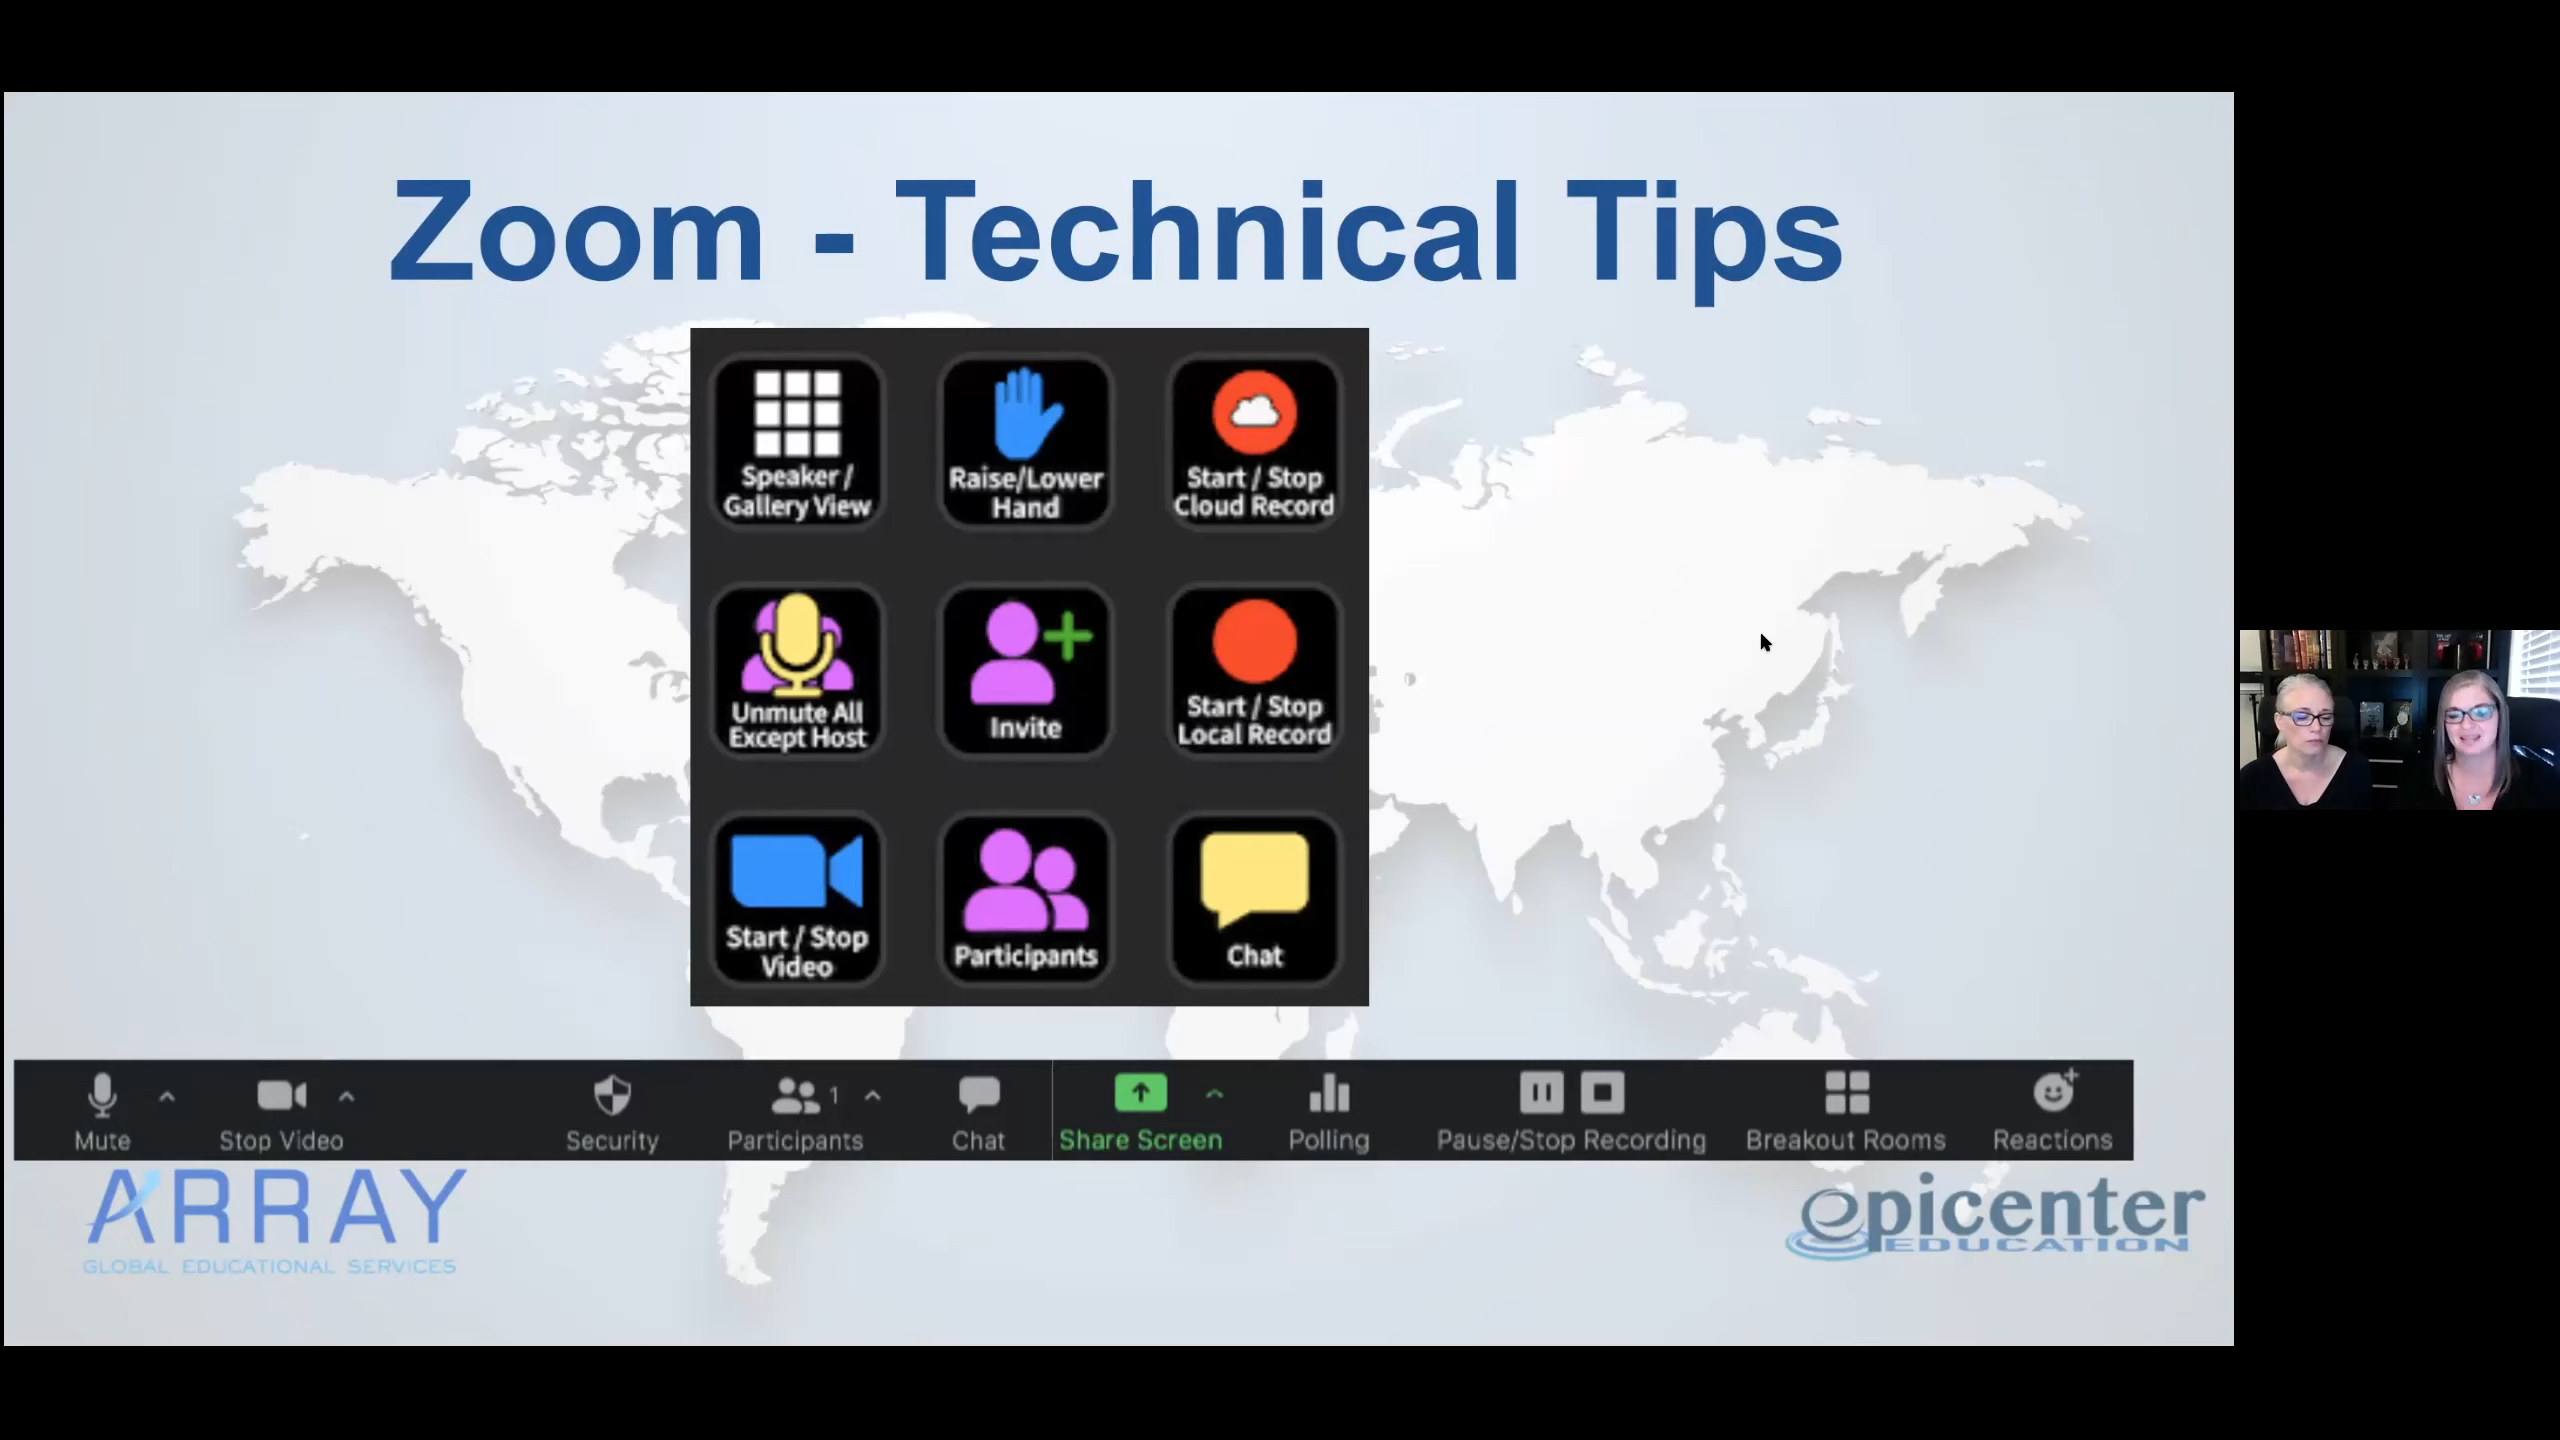 Zoom - Technical Tips
Speaker /
Gallery View
Raise/Lower
Hand
Start / Stop
Cloud Record
Unmute All
Except Host
Invite
Start / Stop
Local Record
Start / Stop
Video
Participants
Chat
Mute
Stop Video
Security
1
Participants
Chat
Share Screen
Polling
Pause/Stop Recording
Breakout Rooms
Reactions
ARRAY
GLOBAL EDUCATIONAL SERVICES
epicenter
EDUCATION